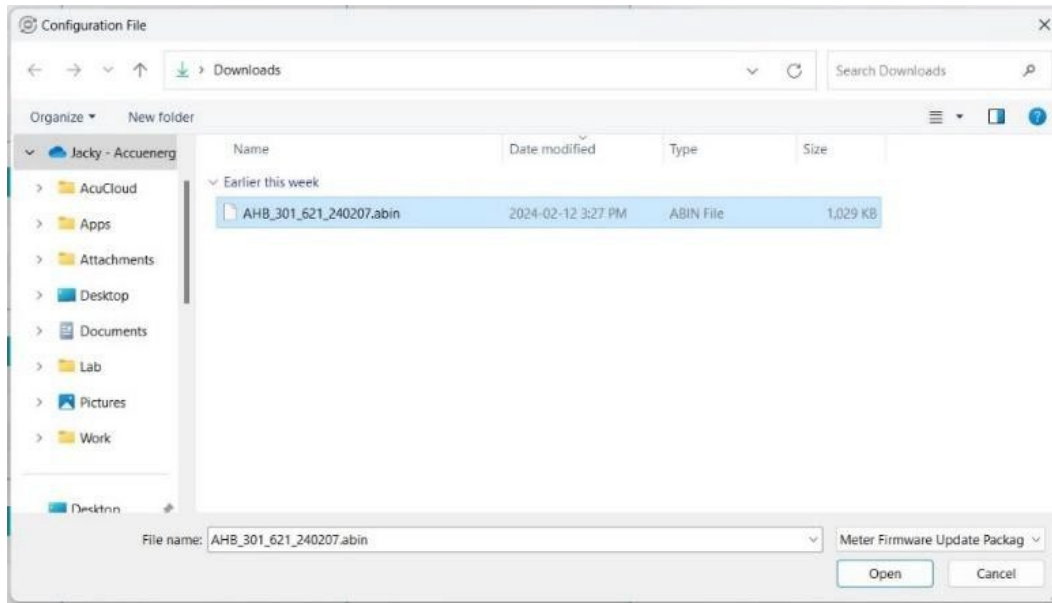 Configuration File
Downloads
Search Downloads
Organize
New folder
Jacky - Accuenerg
Name
Date modified
Type
Size
AcuCloud
Earlier this week
AHB_301_621_240207.abin 2024-02-12 3:27 PM ABIN File 1,029 KB
Apps
Attachments
Desktop
Documents
Lab
Pictures
Work
Desktop
File name: AHB_301_621_240207.abin
Meter Firmware Update Packag
Open
Cancel